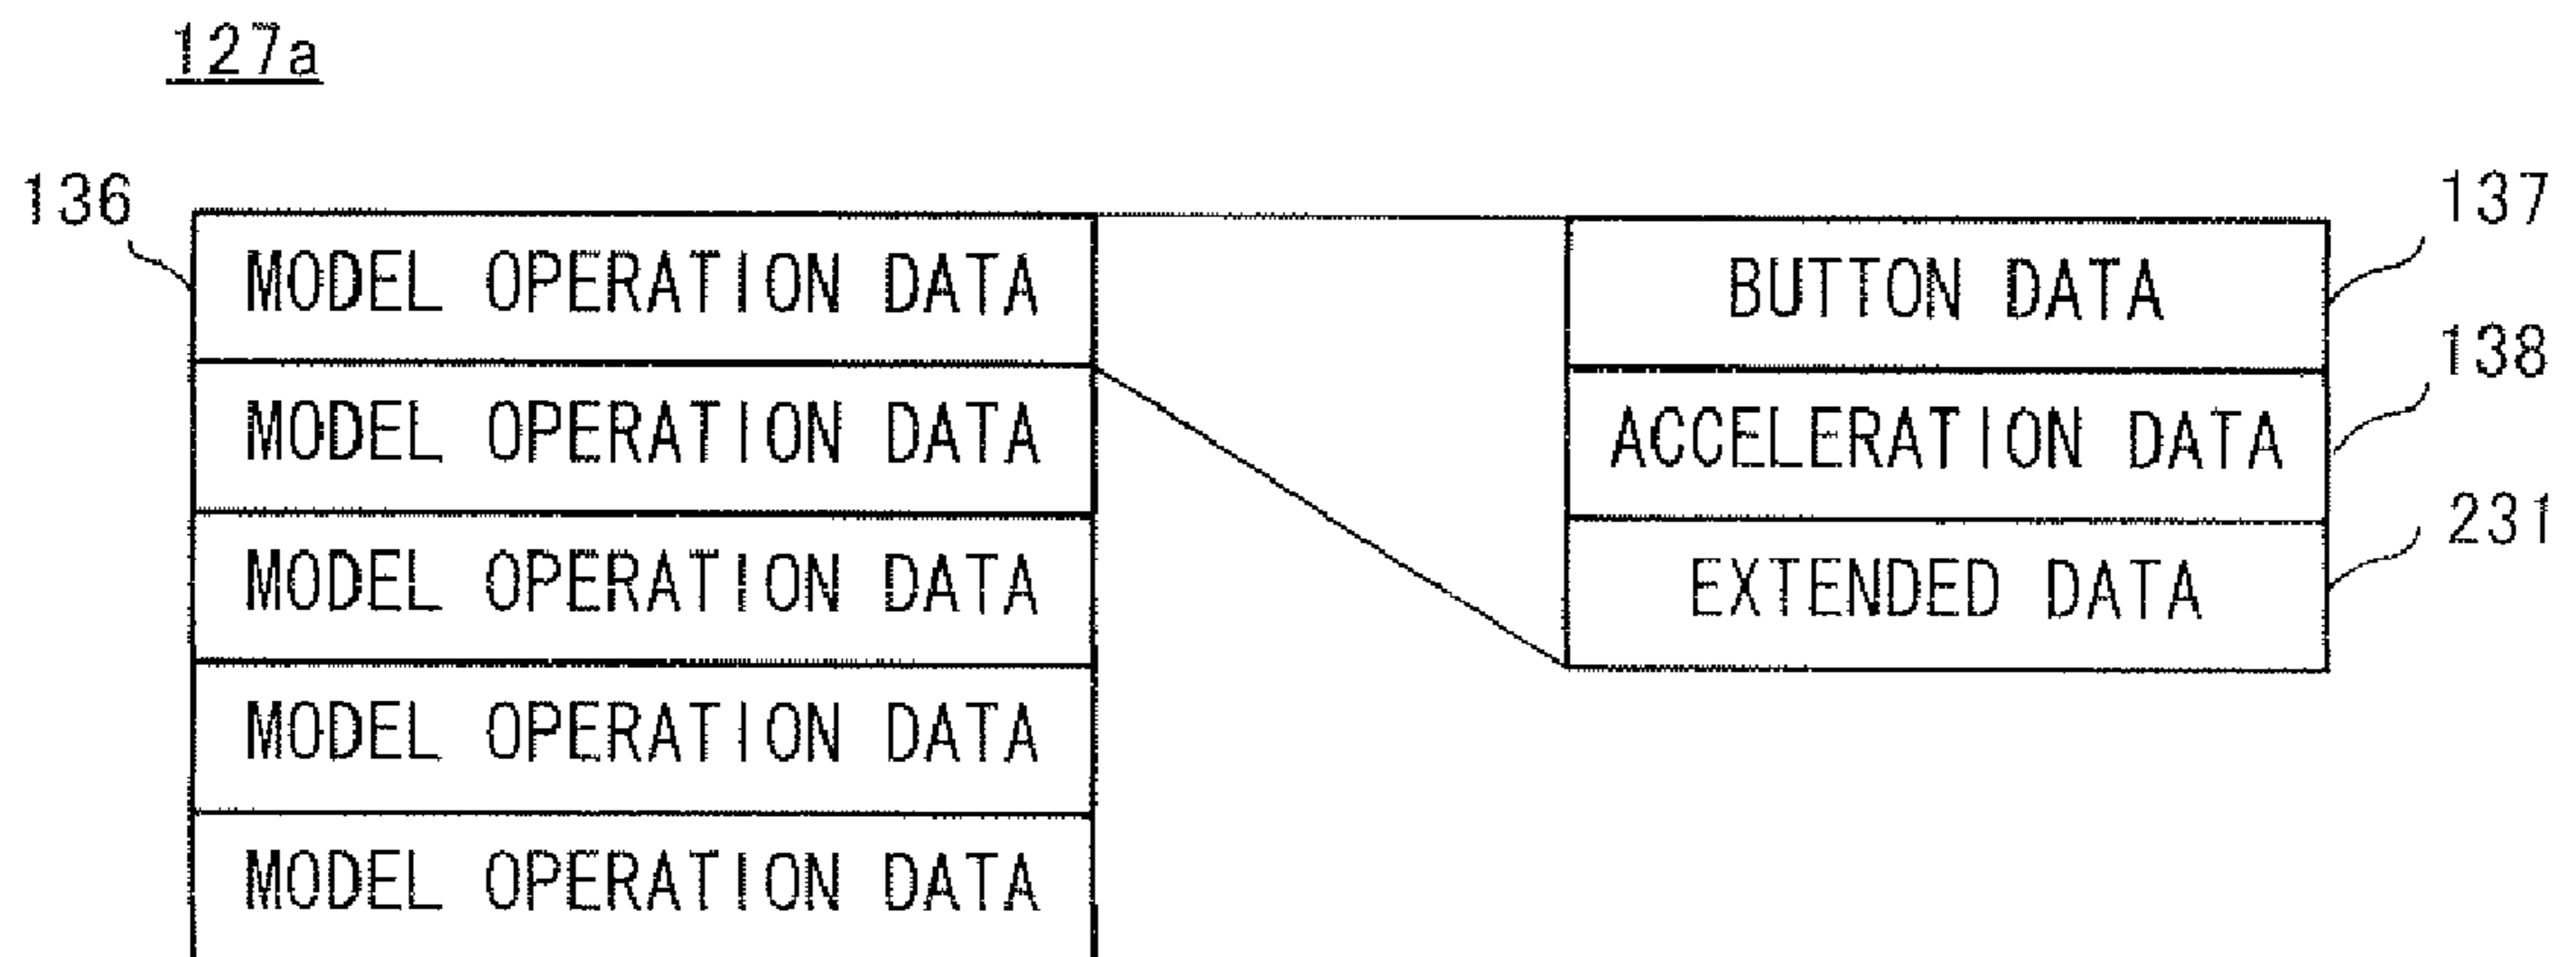 127a
136
MODEL OPERATION DATA
MODEL OPERATION DATA
MODEL OPERATION DATA
MODEL OPERATION DATA
MODEL OPERATION DATA
BUTTON DATA
137
ACCELERATION DATA
138
EXTENDED DATA
231